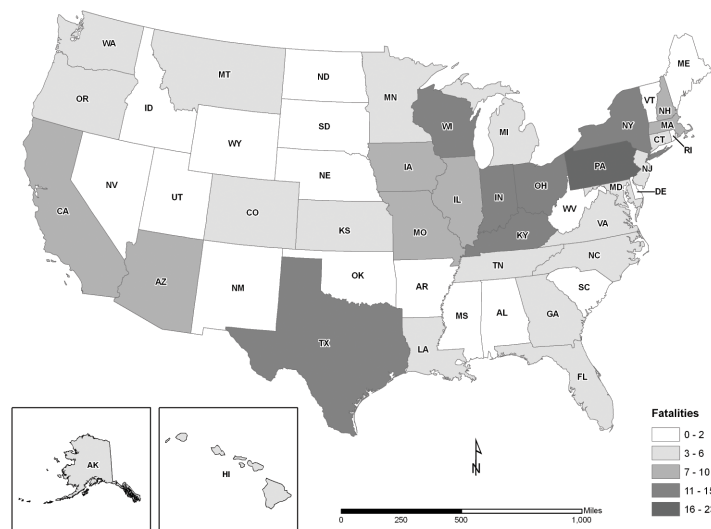 WA
MT
ND
ME
OR
MN
VT
NH
ID
SD
WI
NY
MA
WY
MI
CT
RI
IA
PA
NJ
NE
NV
OH
MD
DE
UT
IL
IN
CA
CO
WV
VA
KS
MO
KY
NC
TN
AZ
OK
NM
AR
SC
MS
AL
GA
TX
LA
FL
AK
HI
N
Fatalities
0 - 2
3 - 6
7 - 10
11 - 15
16 - 23
Miles
0 250 500 1,000